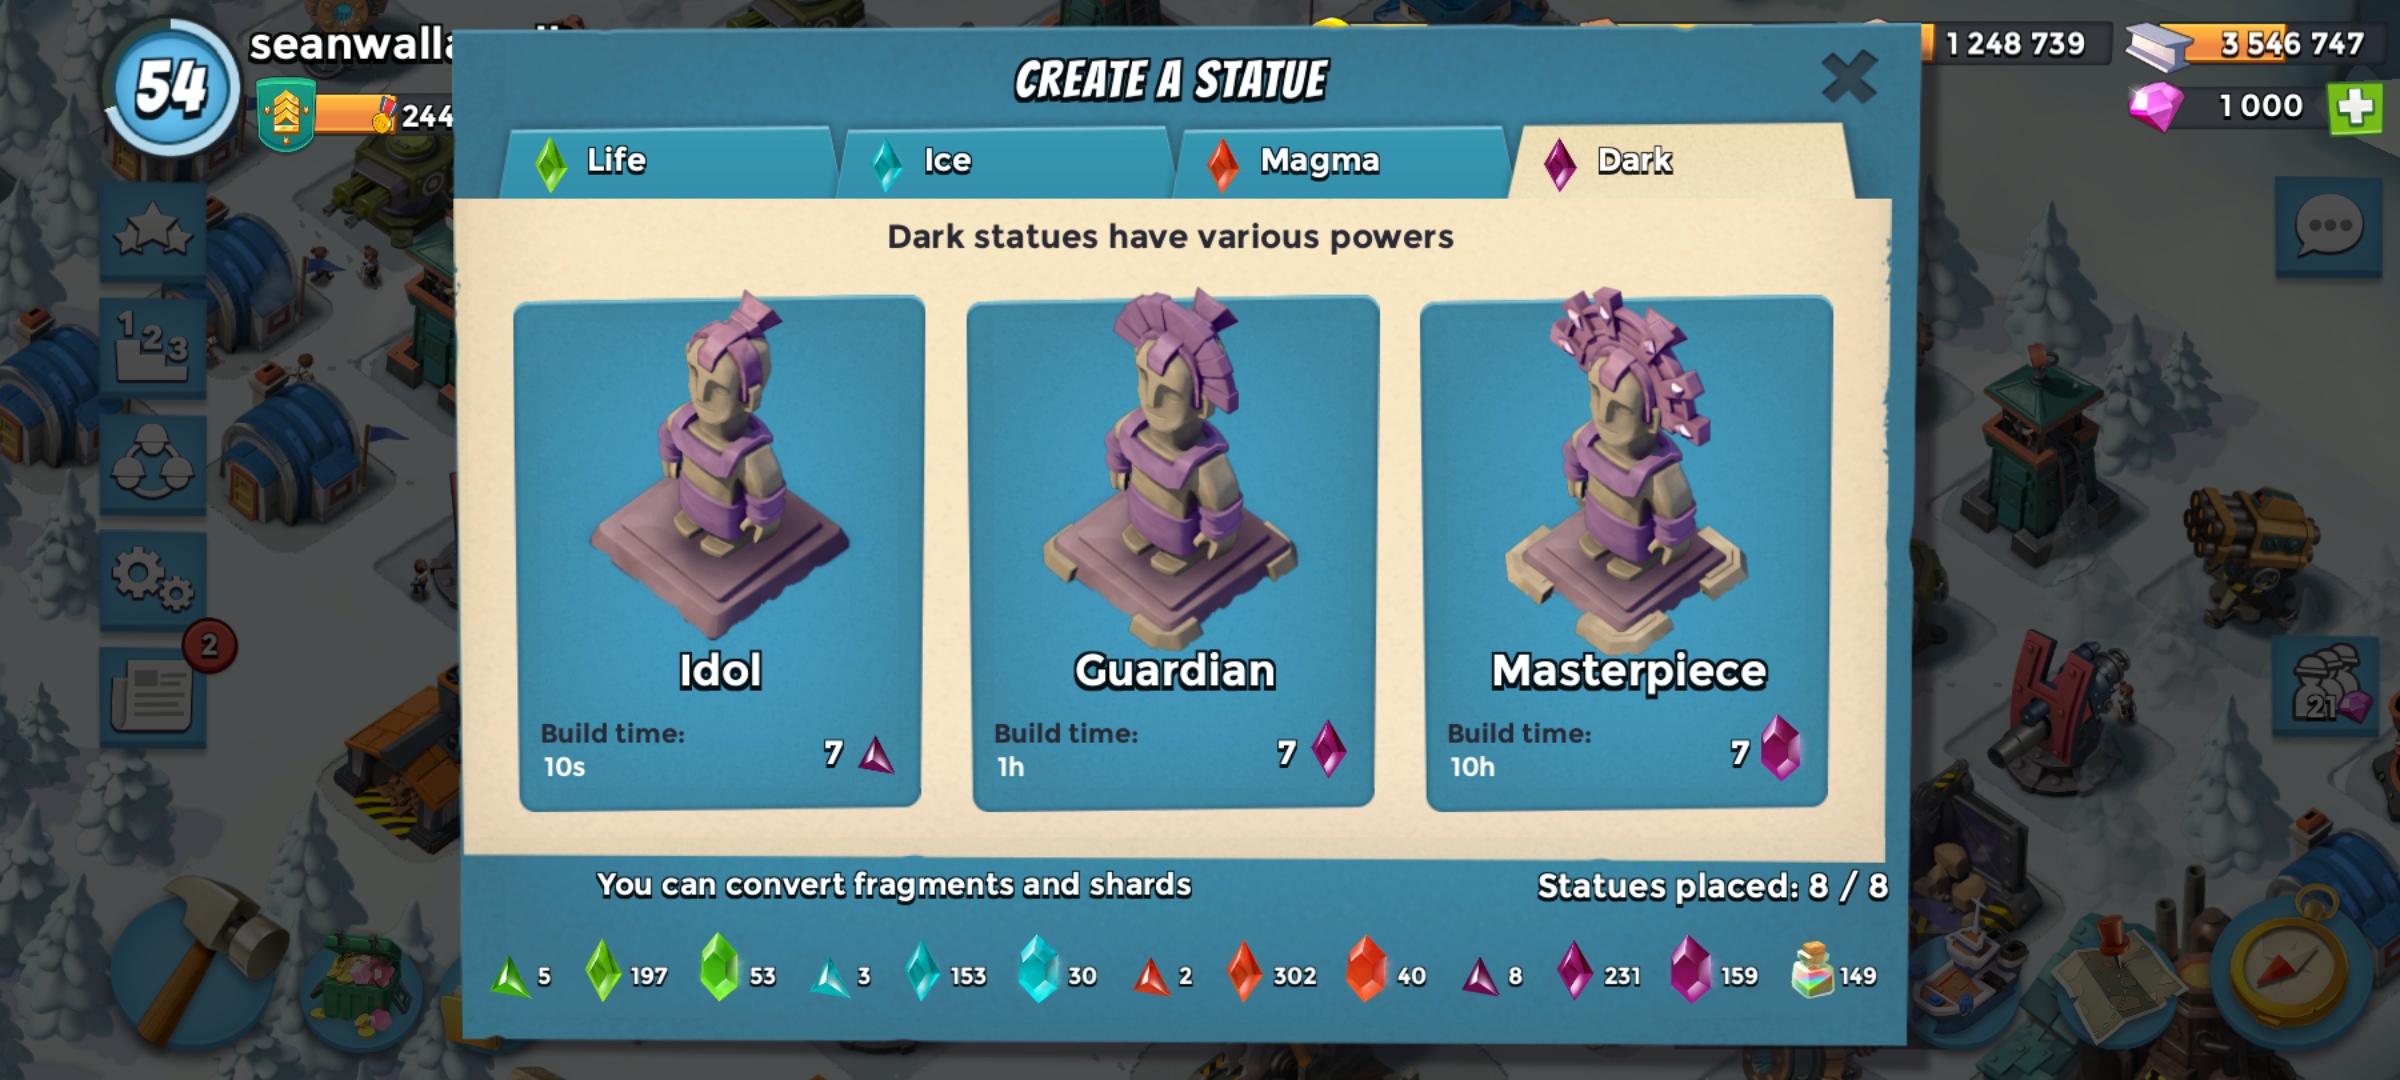 54
seanwall
244
1 248 739
3 546 747
1 000
CREATE A STATUE
Life
Ice
Magma
Dark
Dark statues have various powers
Idol
Build time:
10s
7
Guardian
Build time:
1h
7
Masterpiece
Build time:
10h
7
1 2 3
2
21
You can convert fragments and shards
Statues placed: 8 / 8
5 197 53 3 153 30 2 302 40 8 231 159 149